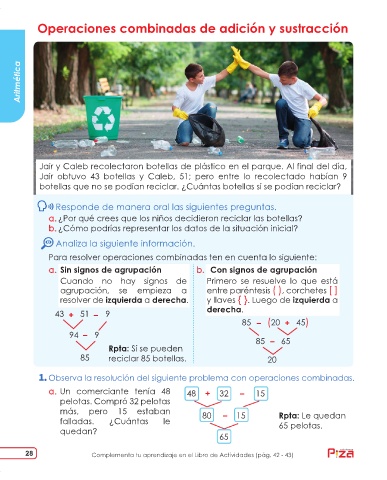 Operaciones combinadas de adición y sustracción
Aritmética
Jair y Caleb recolectaron botellas de plástico en el parque. Al final del día,
Jair obtuvo 43 botellas y Caleb, 51; pero entre lo recolectado habían 9
botellas que no se podían reciclar. ¿Cuántas botellas sí se podían reciclar?
Responde de manera oral las siguientes preguntas.
a. ¿Por qué crees que los niños decidieron reciclar las botellas?
b. ¿Cómo podrías representar los datos de la situación inicial?
Analiza la siguiente información.
Para resolver operaciones combinadas ten en cuenta lo siguiente:
a. Sin signos de agrupación
Cuando no hay signos de
agrupación, se empieza a
resolver de izquierda a derecha.
43 + 51 – 9
94 – 9
85
Rpta: Sí se pueden
reciclar 85 botellas.
b. Con signos de agrupación
Primero se resuelve lo que está
entre paréntesis ( ), corchetes [ ]
y llaves { }. Luego de izquierda a
derecha.
85 – (20 + 45)
85 – 65
20
1. Observa la resolución del siguiente problema con operaciones combinadas.
a. Un comerciante tenía 48
pelotas. Compró 32 pelotas
más, pero 15 estaban
falladas. ¿Cuántas le
quedan?
48 + 32 – 15
80 – 15
65
Rpta: Le quedan
65 pelotas.
28
Complementa tu aprendizaje en el Libro de Actividades (pág. 42 - 43)
Piza